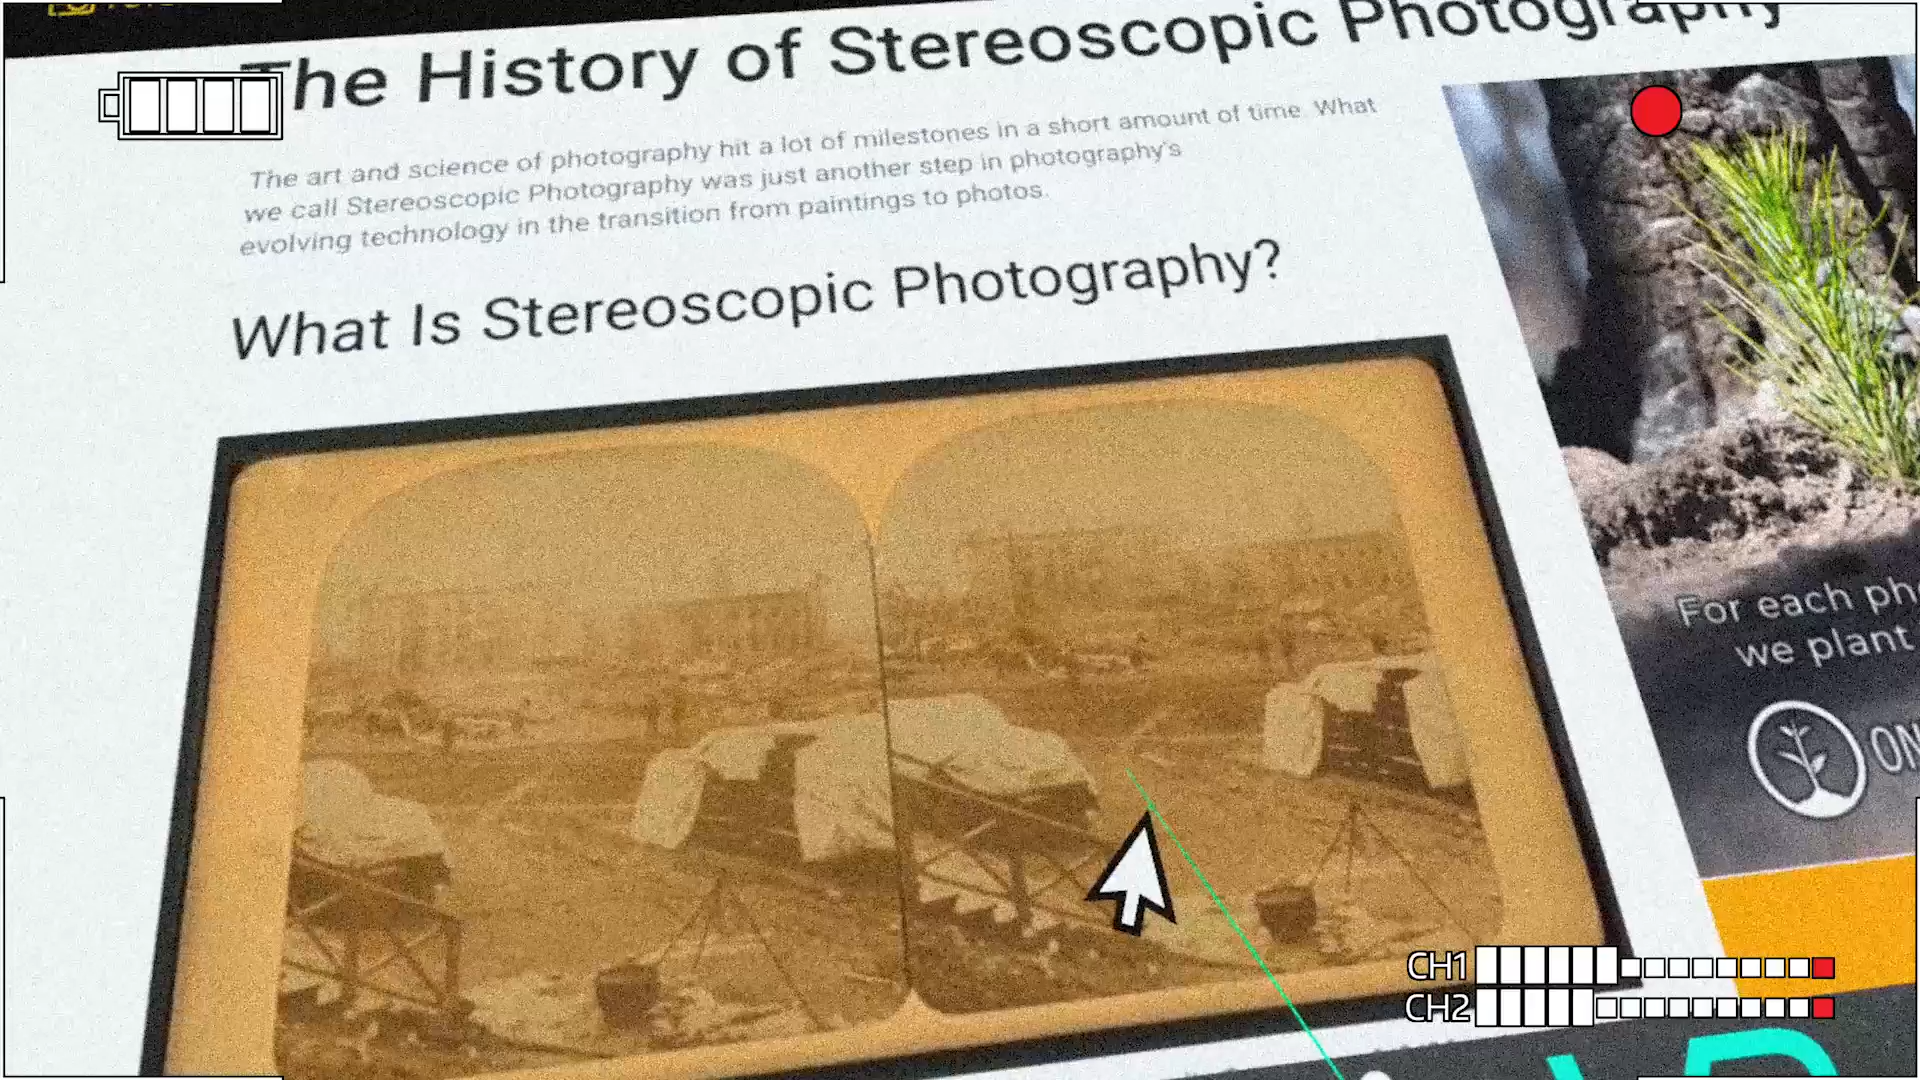 The History of Stereoscopic Photography
The art and science of photography hit a lot of milestones in a short amount of time. What
we call Stereoscopic Photography was just another step in photography's
evolving technology in the transition from paintings to photos.
What Is Stereoscopic Photography?
For each
we plant
CH1
CH2